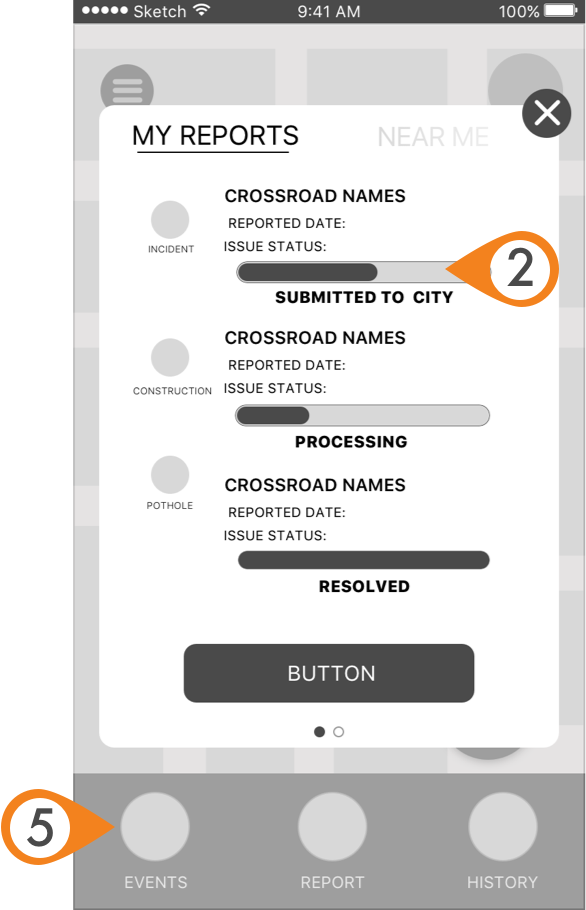 Sketch 9:41 AM 100%
MY REPORTS NEAR ME
CROSSROAD NAMES
REPORTED DATE:
INCIDENT ISSUE STATUS:
2
SUBMITTED TO CITY
CROSSROAD NAMES
REPORTED DATE:
CONSTRUCTION ISSUE STATUS:
PROCESSING
CROSSROAD NAMES
POTHOLE REPORTED DATE:
ISSUE STATUS:
RESOLVED
BUTTON
5
EVENTS REPORT HISTORY